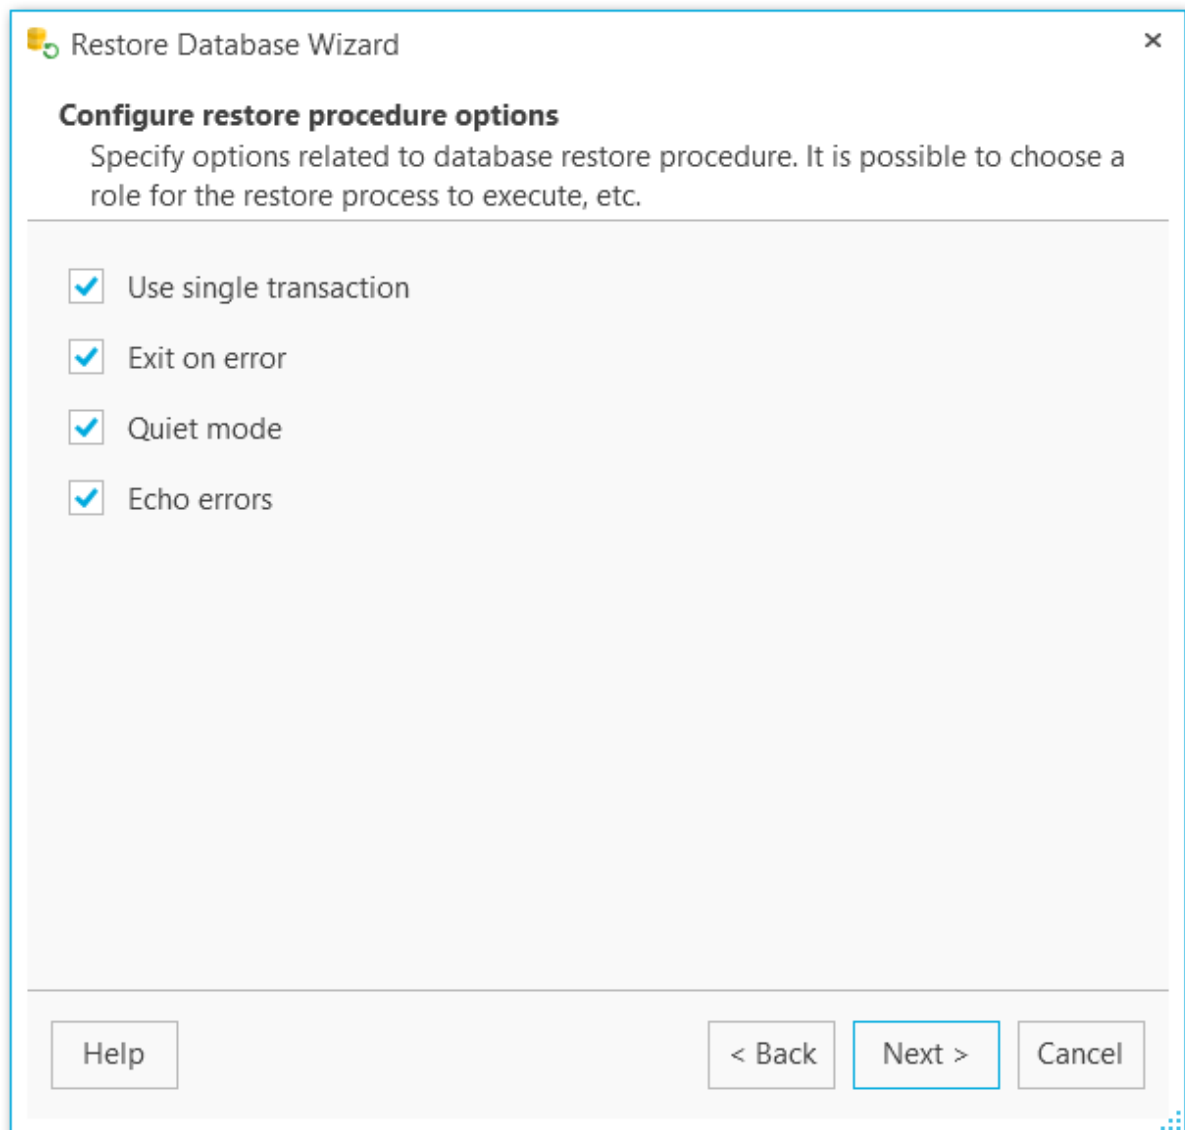 Restore Database Wizard
Configure restore procedure options
Specify options related to database restore procedure. It is possible to choose a
role for the restore process to execute, etc.
Use single transaction
Exit on error
Quiet mode
Echo errors
Help
< Back
Next >
Cancel